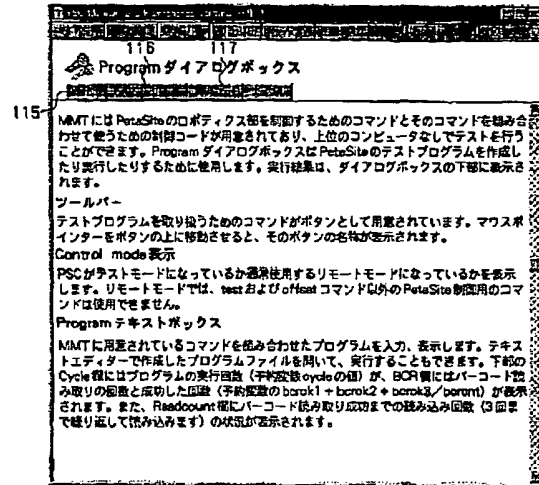 116 117
Program ダイアログボックス
115
MMTにはPetaSiteのロボティクス部を制御するためのコマンドとそのコマンドを組み合
わせて使うための制御コードが用意されており、上位のコンピュータなしでテストを行う
ことができます。Program ダイアログボックスはPetaSiteのテストプログラムを作成し
たり実行したりするために使用します。実行結果は、ダイアログボックスの下部に表示さ
れます。
ツールバー
テストプログラムを取り扱うためのコマンドがボタンとして用意されています。マウスポ
インターをボタンの上に移動させると、そのボタンの名称が表示されます。
Control mode表示
PSCがテストモードになっているか通常使用するリモートモードになっているかを表示
します。リモートモードでは、testおよびoffsetコマンド以外のPetaSite制御用のコマ
ンドは使用できません。
Programテキストボックス
MMTに用意されているコマンドを組み合わせたプログラムを入力、表示します。テキス
トエディターで作成したプログラムファイルを開いて、実行することもできます。下部の
Cycle欄にはプログラムの実行回数（予約変数cycleの値）が、BCR欄にはバーコード読
み取りの回数と成功した回数（予約変数のbcrok1＋bcrok2＋bcrok3／bcrcnt）が表示
されます。また、Readcount欄にバーコード読み取り成功までの読み込み回数（3回ま
で繰り返して読み込みます）の状況が表示されます。